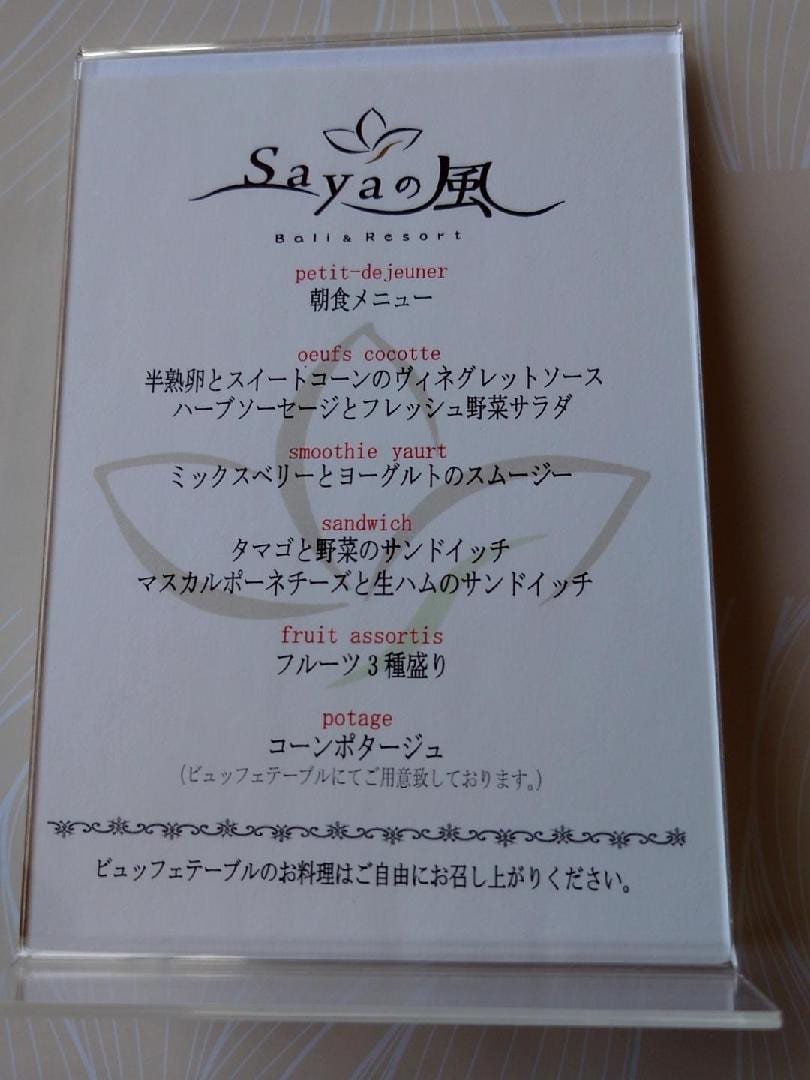 Sayaの風
Bali & Resort
petit-dejeuner
朝食メニュー
oeufs cocotte
半熟卵とスイートコーンのヴィネグレットソース
ハーブソーセージとフレッシュ野菜サラダ
smoothie yaurt
ミックスベリーとヨーグルトのスムージー
sandwich
タマゴと野菜のサンドイッチ
マスカルポーネチーズと生ハムのサンドイッチ
fruit assortis
フルーツ3種盛り
potage
コーンポタージュ
(ビュッフェテーブルにてご用意致しております。)
ビュッフェテーブルのお料理はご自由にお召し上がりください。